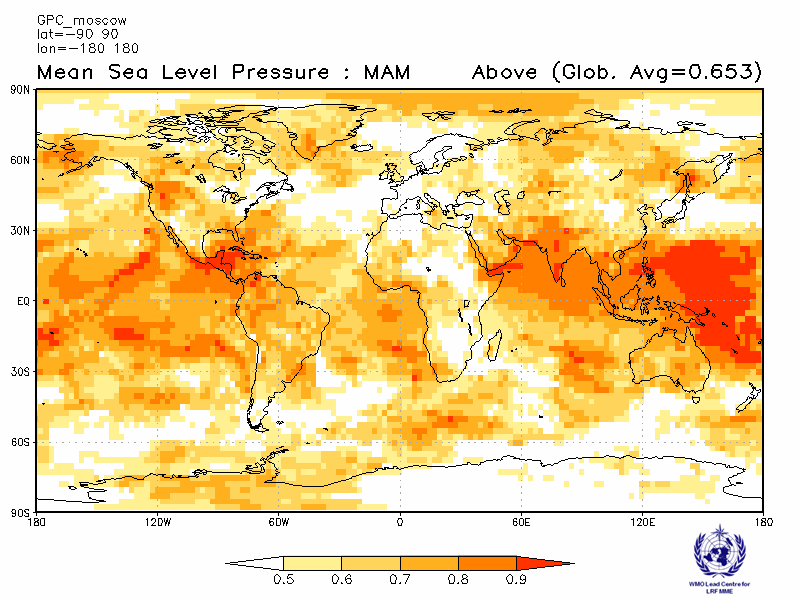 GPC_moscow
lat=-90 90
lon=-180 180
Mean Sea Level Pressure : MAM Above (Glob. Avg=0.653)
90N
60N
30N
EQ
30S
60S
90S
180 120W 60W 0 60E 120E 180
0.5 0.6 0.7 0.8 0.9
WMO Lead Centre for
LRF MME